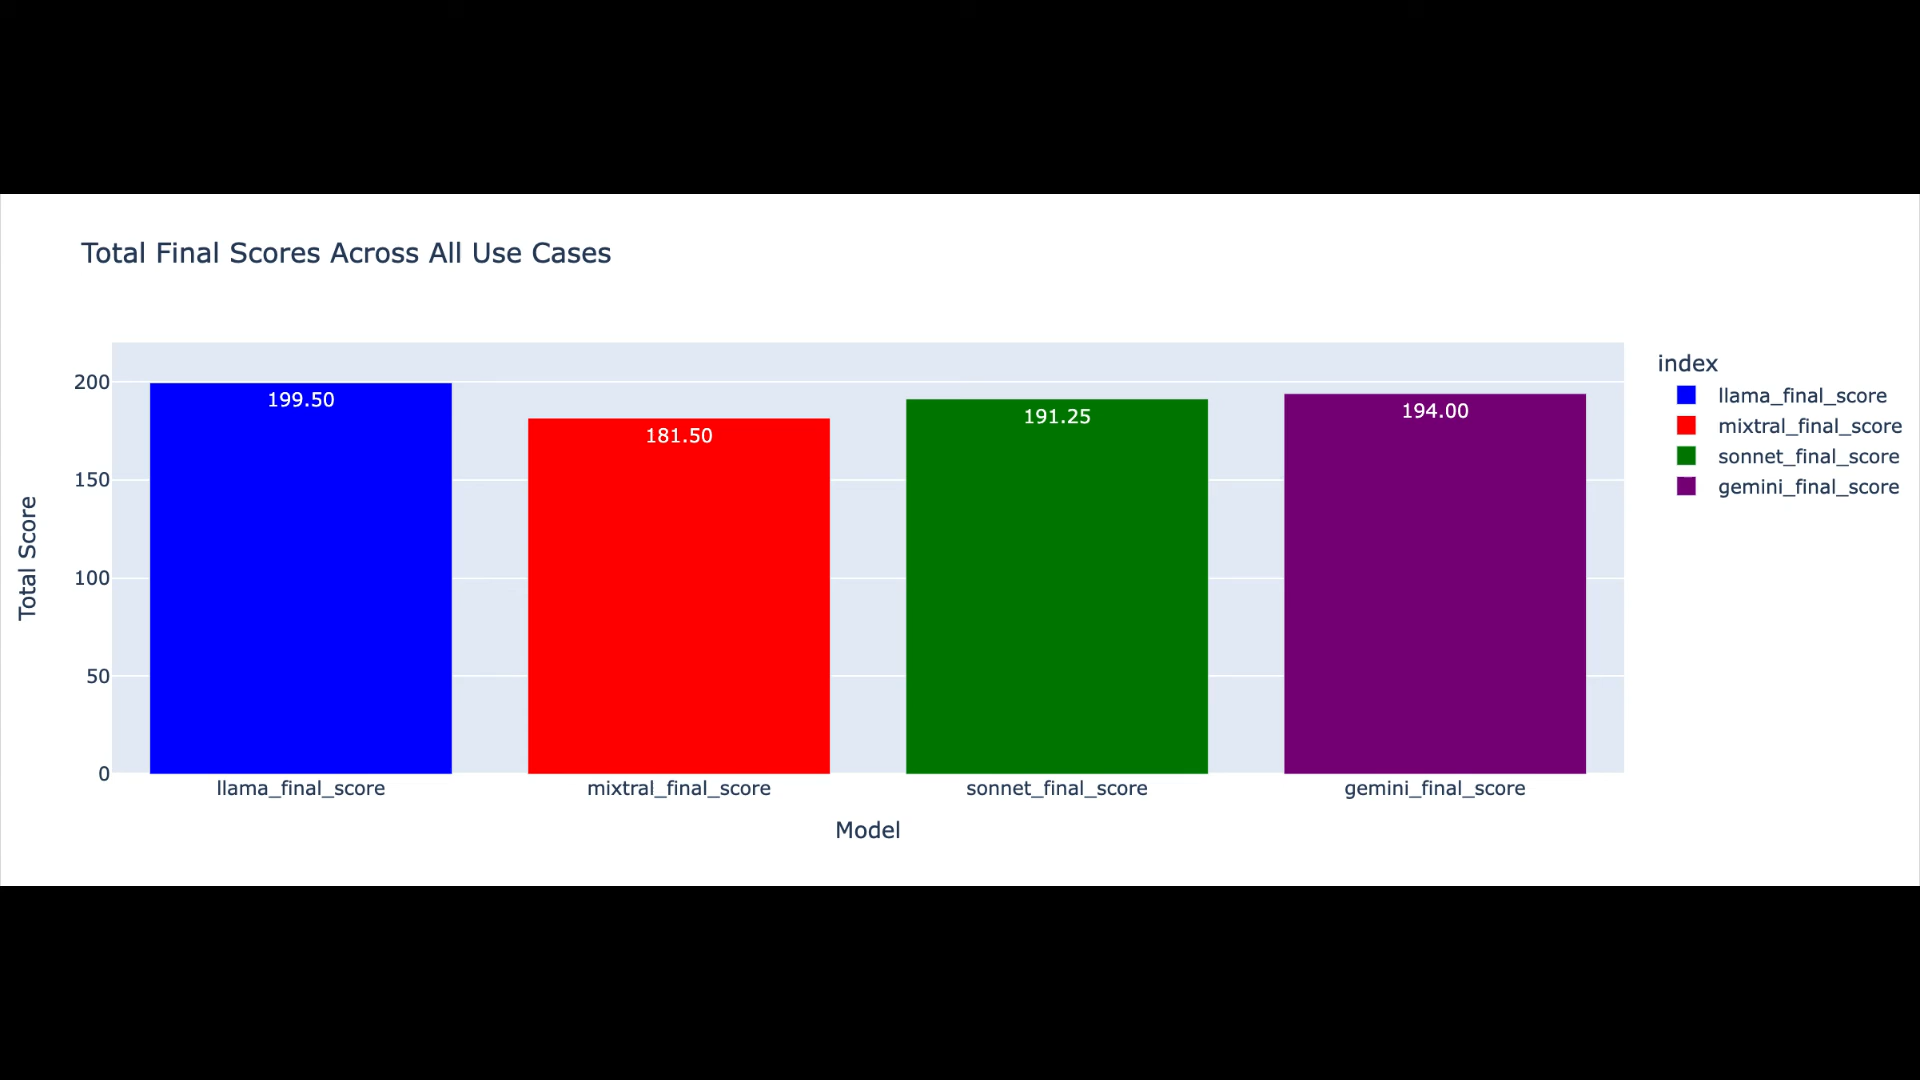 Total Final Scores Across All Use Cases
Total Score
200
150
100
50
0
199.50
181.50
191.25
194.00
llama_final_score
mixtral_final_score
sonnet_final_score
gemini_final_score
Model
index
llama_final_score
mixtral_final_score
sonnet_final_score
gemini_final_score